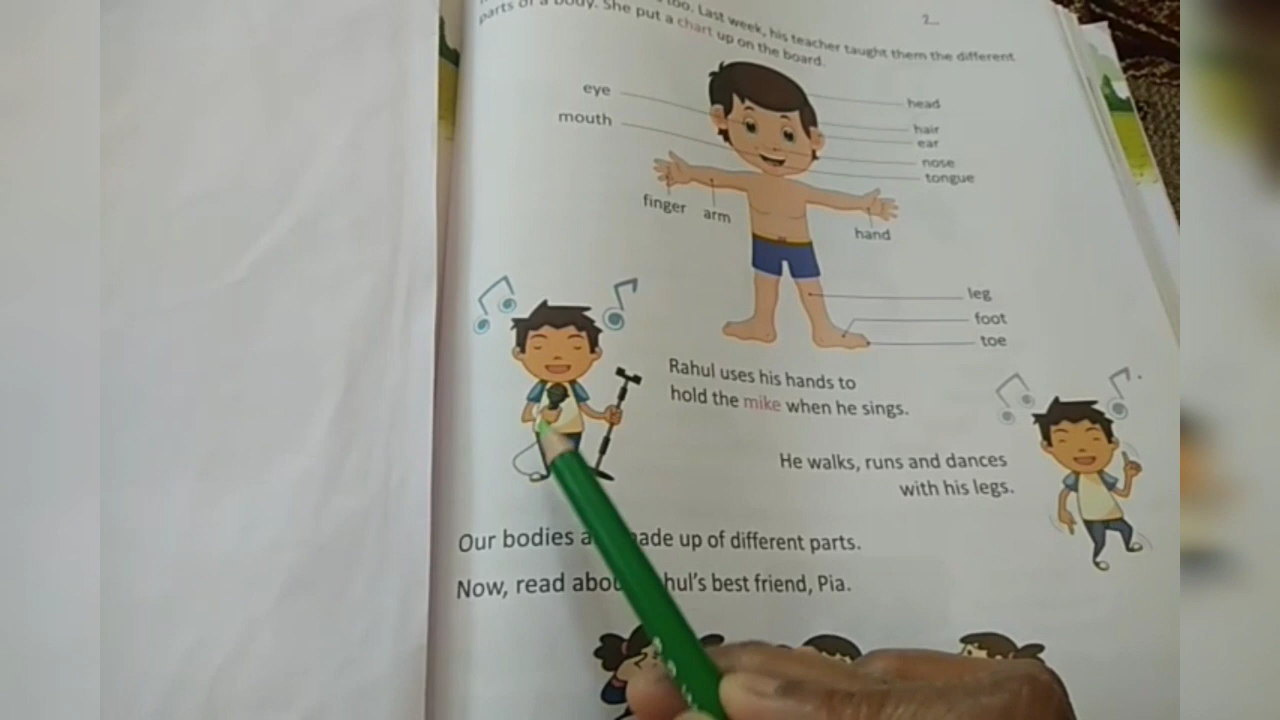 too. Last week, his teacher taught them the different
parts of a body. She put a chart up on the board.
eye
mouth
head
hair
ear
nose
tongue
finger
arm
hand
leg
foot
toe
Rahul uses his hands to
hold the mike when he sings.
He walks, runs and dances
with his legs.
Our bodies a ade up of different parts.
Now, read abou hul's best friend, Pia.